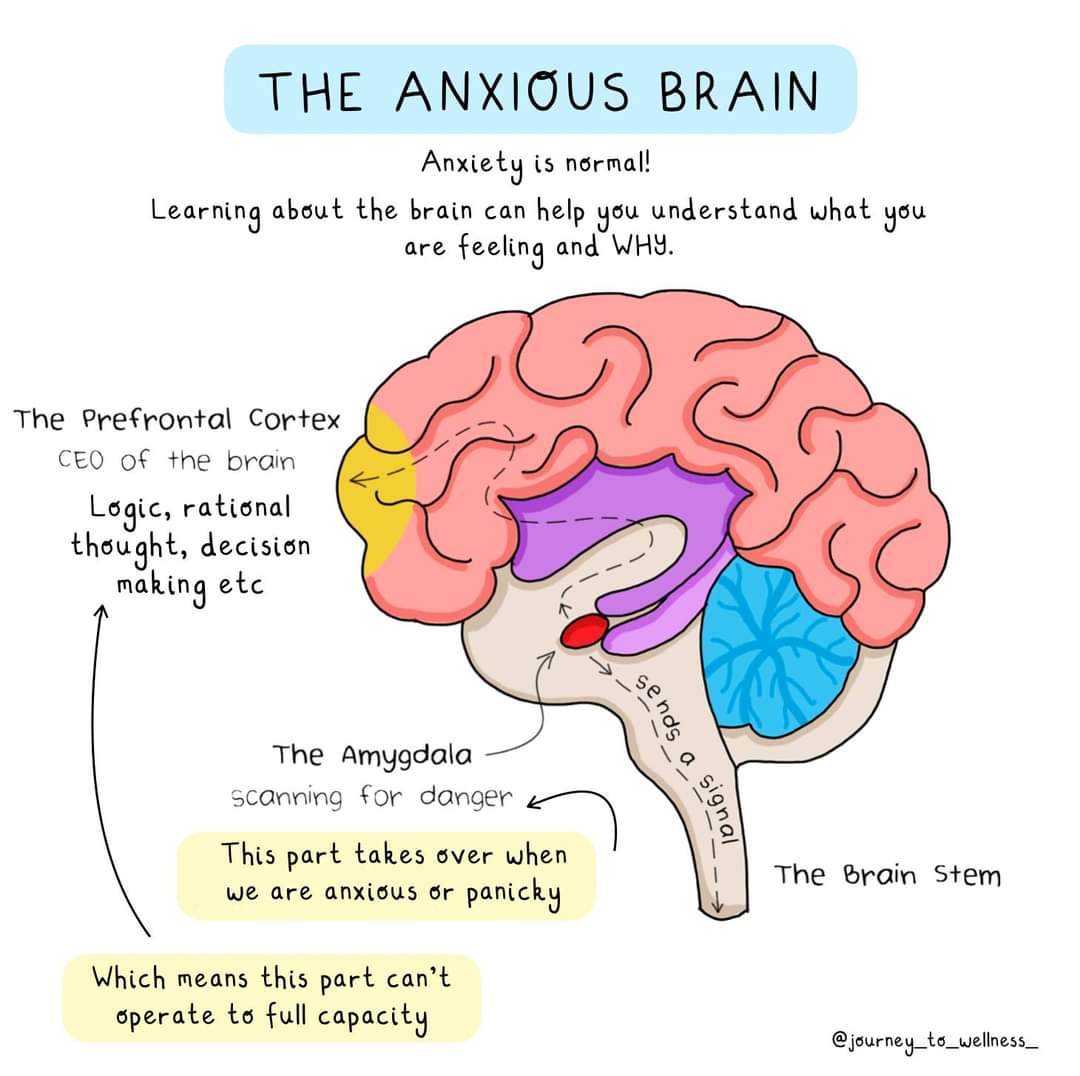 THE ANXIOUS BRAIN
Anxiety is normal!
Learning about the brain can help you understand what you
are feeling and WHY.
The Prefrontal Cortex
CEO of the brain
Logic, rational
thought, decision
making etc
sends a signal
The Amygdala
scanning for danger
This part takes over when
we are anxious or panicky
The Brain Stem
Which means this part can't
operate to full capacity
@journey_to_wellness_